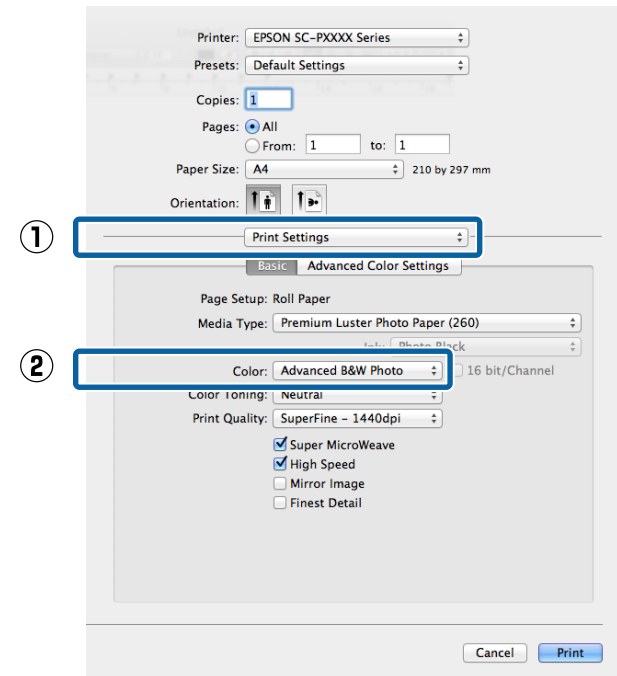 Printer: EPSON SC-PXXXX Series
Presets: Default Settings
Copies: 1
Pages: All
From: 1 to: 1
Paper Size: A4 210 by 297 mm
Orientation:
① Print Settings
Basic Advanced Color Settings
Page Setup: Roll Paper
Media Type: Premium Luster Photo Paper (260)
Ink: Photo Black
② Color: Advanced B&W Photo 16 bit/Channel
Color Toning: Neutral
Print Quality: SuperFine – 1440dpi
Super MicroWeave
High Speed
Mirror Image
Finest Detail
Cancel Print